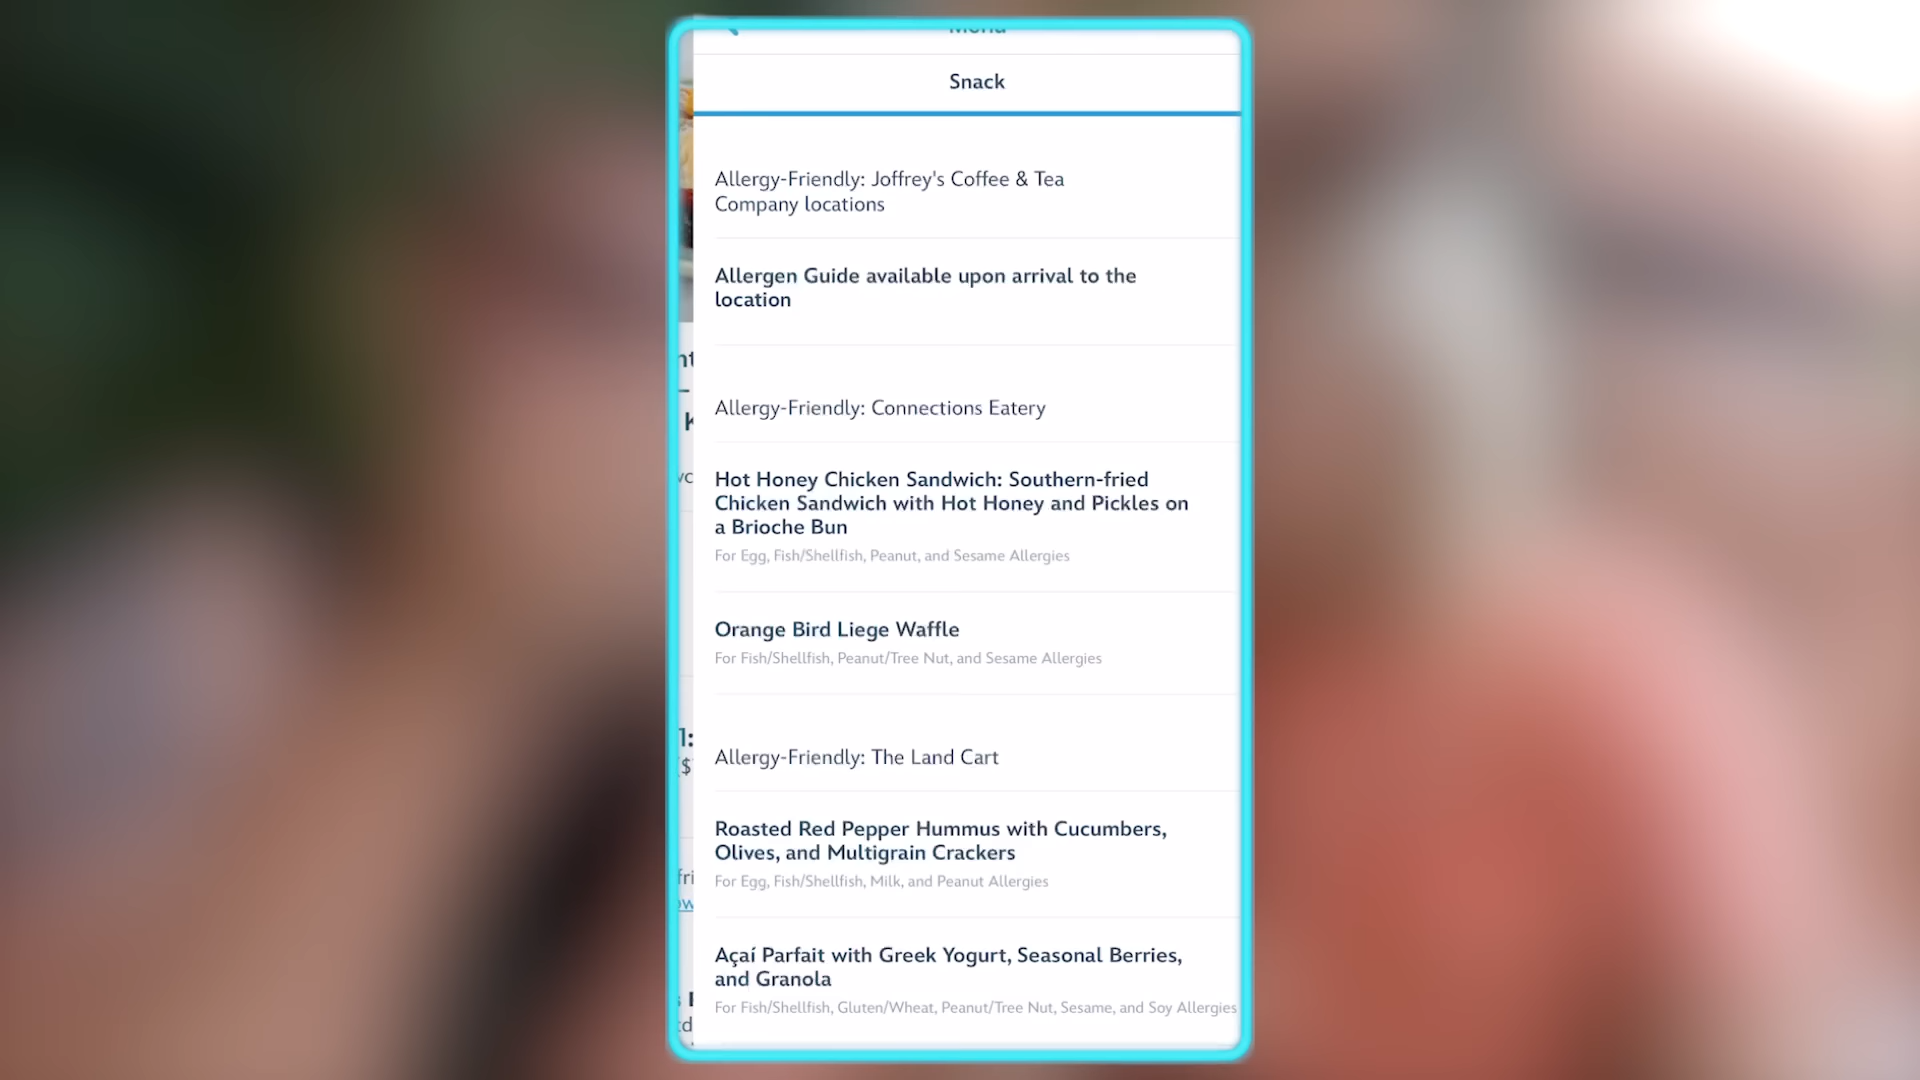 Menu
Snack
Allergy-Friendly: Joffrey's Coffee & Tea
Company locations
Allergen Guide available upon arrival to the
location
Allergy-Friendly: Connections Eatery
Hot Honey Chicken Sandwich: Southern-fried
Chicken Sandwich with Hot Honey and Pickles on
a Brioche Bun
For Egg, Fish/Shellfish, Peanut, and Sesame Allergies
Orange Bird Liege Waffle
For Fish/Shellfish, Peanut/Tree Nut, and Sesame Allergies
Allergy-Friendly: The Land Cart
Roasted Red Pepper Hummus with Cucumbers,
Olives, and Multigrain Crackers
For Egg, Fish/Shellfish, Milk, and Peanut Allergies
Açaí Parfait with Greek Yogurt, Seasonal Berries,
and Granola
For Fish/Shellfish, Gluten/Wheat, Peanut/Tree Nut, Sesame, and Soy Allergies